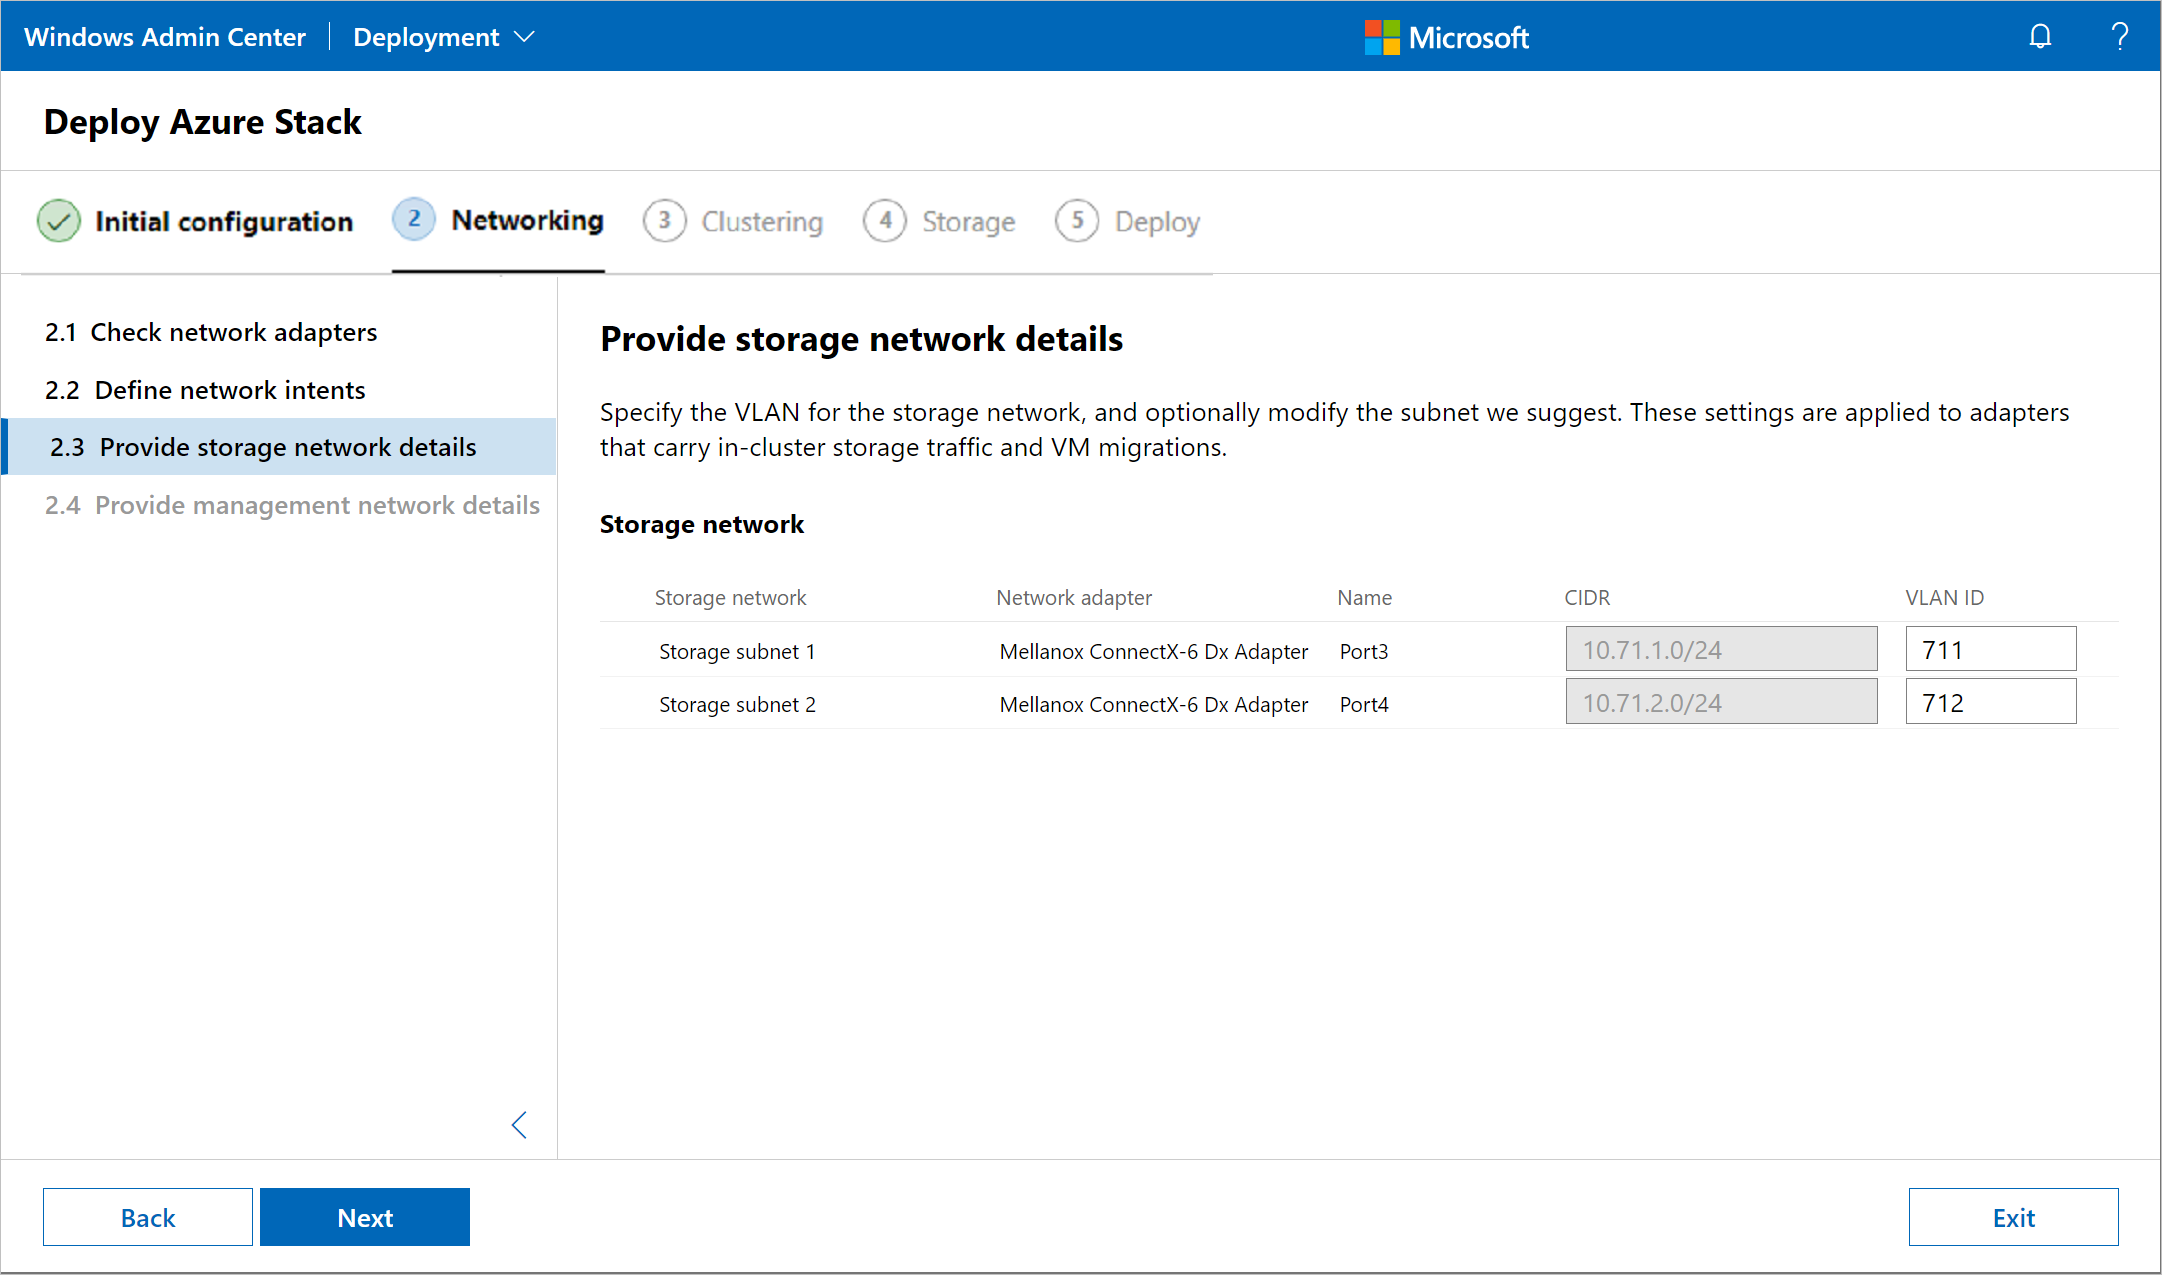 Windows Admin Center Deployment Microsoft ?
Deploy Azure Stack
Initial configuration 2 Networking 3 Clustering 4 Storage 5 Deploy
2.1 Check network adapters
2.2 Define network intents
2.3 Provide storage network details
2.4 Provide management network details
Provide storage network details
Specify the VLAN for the storage network, and optionally modify the subnet we suggest. These settings are applied to adapters
that carry in-cluster storage traffic and VM migrations.
Storage network
Storage network Network adapter Name CIDR VLAN ID
Storage subnet 1 Mellanox ConnectX-6 Dx Adapter Port3 10.71.1.0/24 711
Storage subnet 2 Mellanox ConnectX-6 Dx Adapter Port4 10.71.2.0/24 712
Back Next Exit